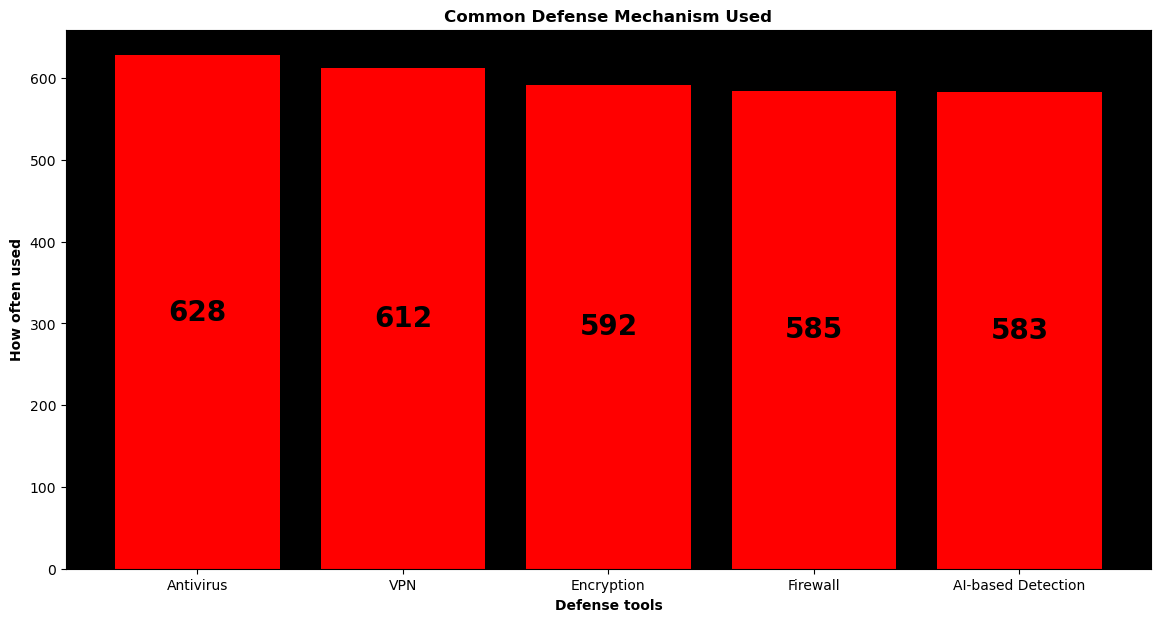 Common Defense Mechanism Used
How often used
600
500
400
300
200
100
0
628
612
592
585
583
Antivirus
VPN
Encryption
Firewall
AI-based Detection
Defense tools